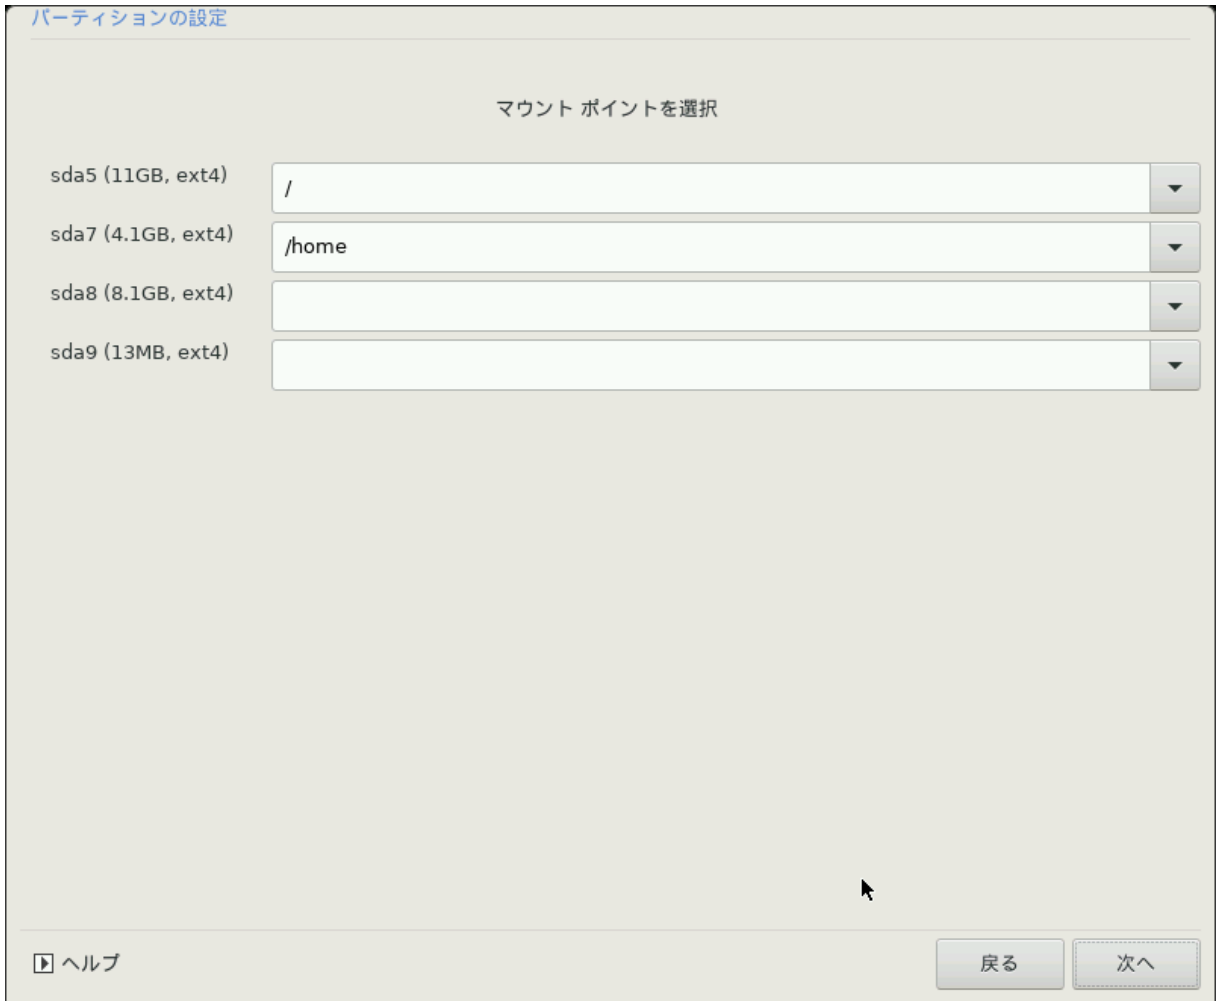 パーティションの設定
マウント ポイントを選択
sda5 (11GB, ext4)
/
sda7 (4.1GB, ext4)
/home
sda8 (8.1GB, ext4)
sda9 (13MB, ext4)
ヘルプ
戻る
次へ